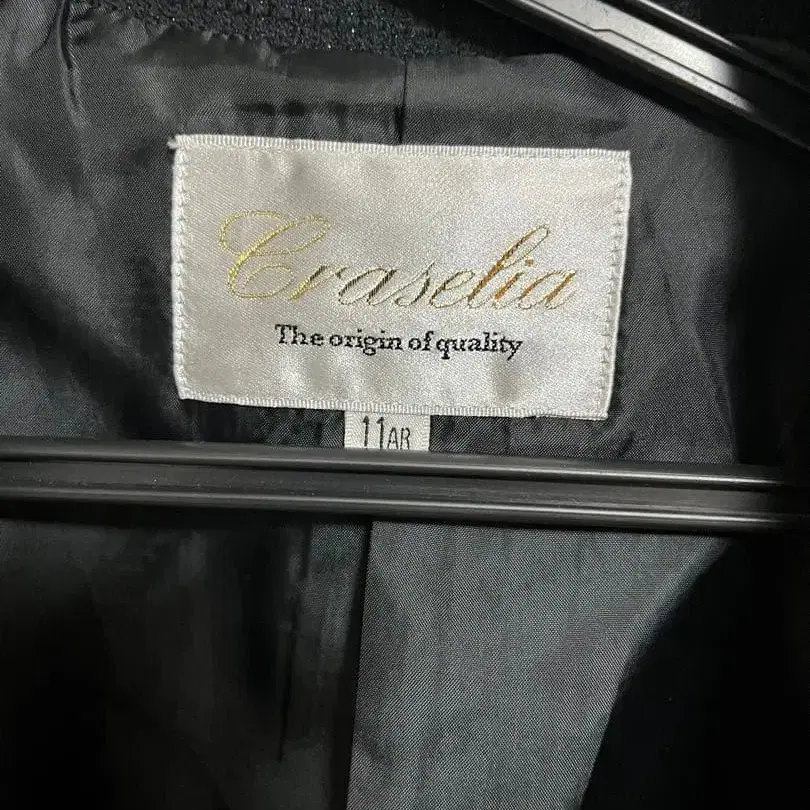 Craselia
The origin of quality
11AR